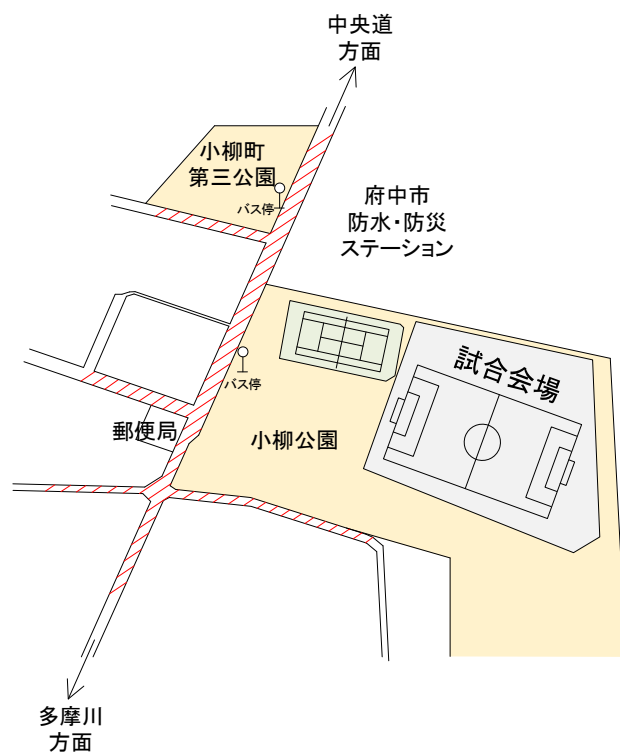 中央道
方面
小柳町
第三公園
バス停
府中市
防水・防災
ステーション
試合会場
バス停
郵便局
小柳公園
多摩川
方面